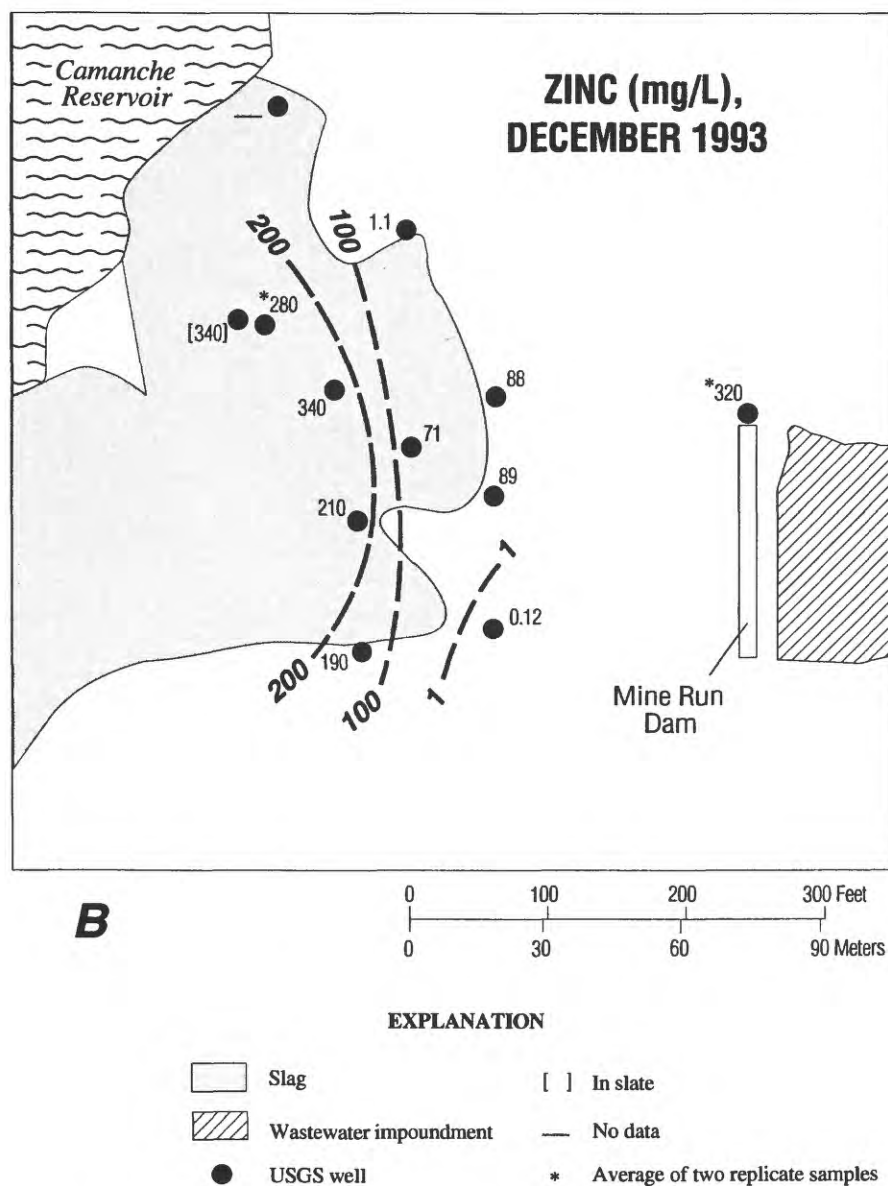 Camanche
Reservoir
ZINC (mg/L),
DECEMBER 1993
—
1.1
200
100
*280
[340]
340
88
*320
71
89
210
1
0.12
190
200
100
1
Mine Run
Dam
0 100 200 300 Feet
0 30 60 90 Meters
B
EXPLANATION
Slag
[ ] In slate
Wastewater impoundment
— No data
USGS well
* Average of two replicate samples